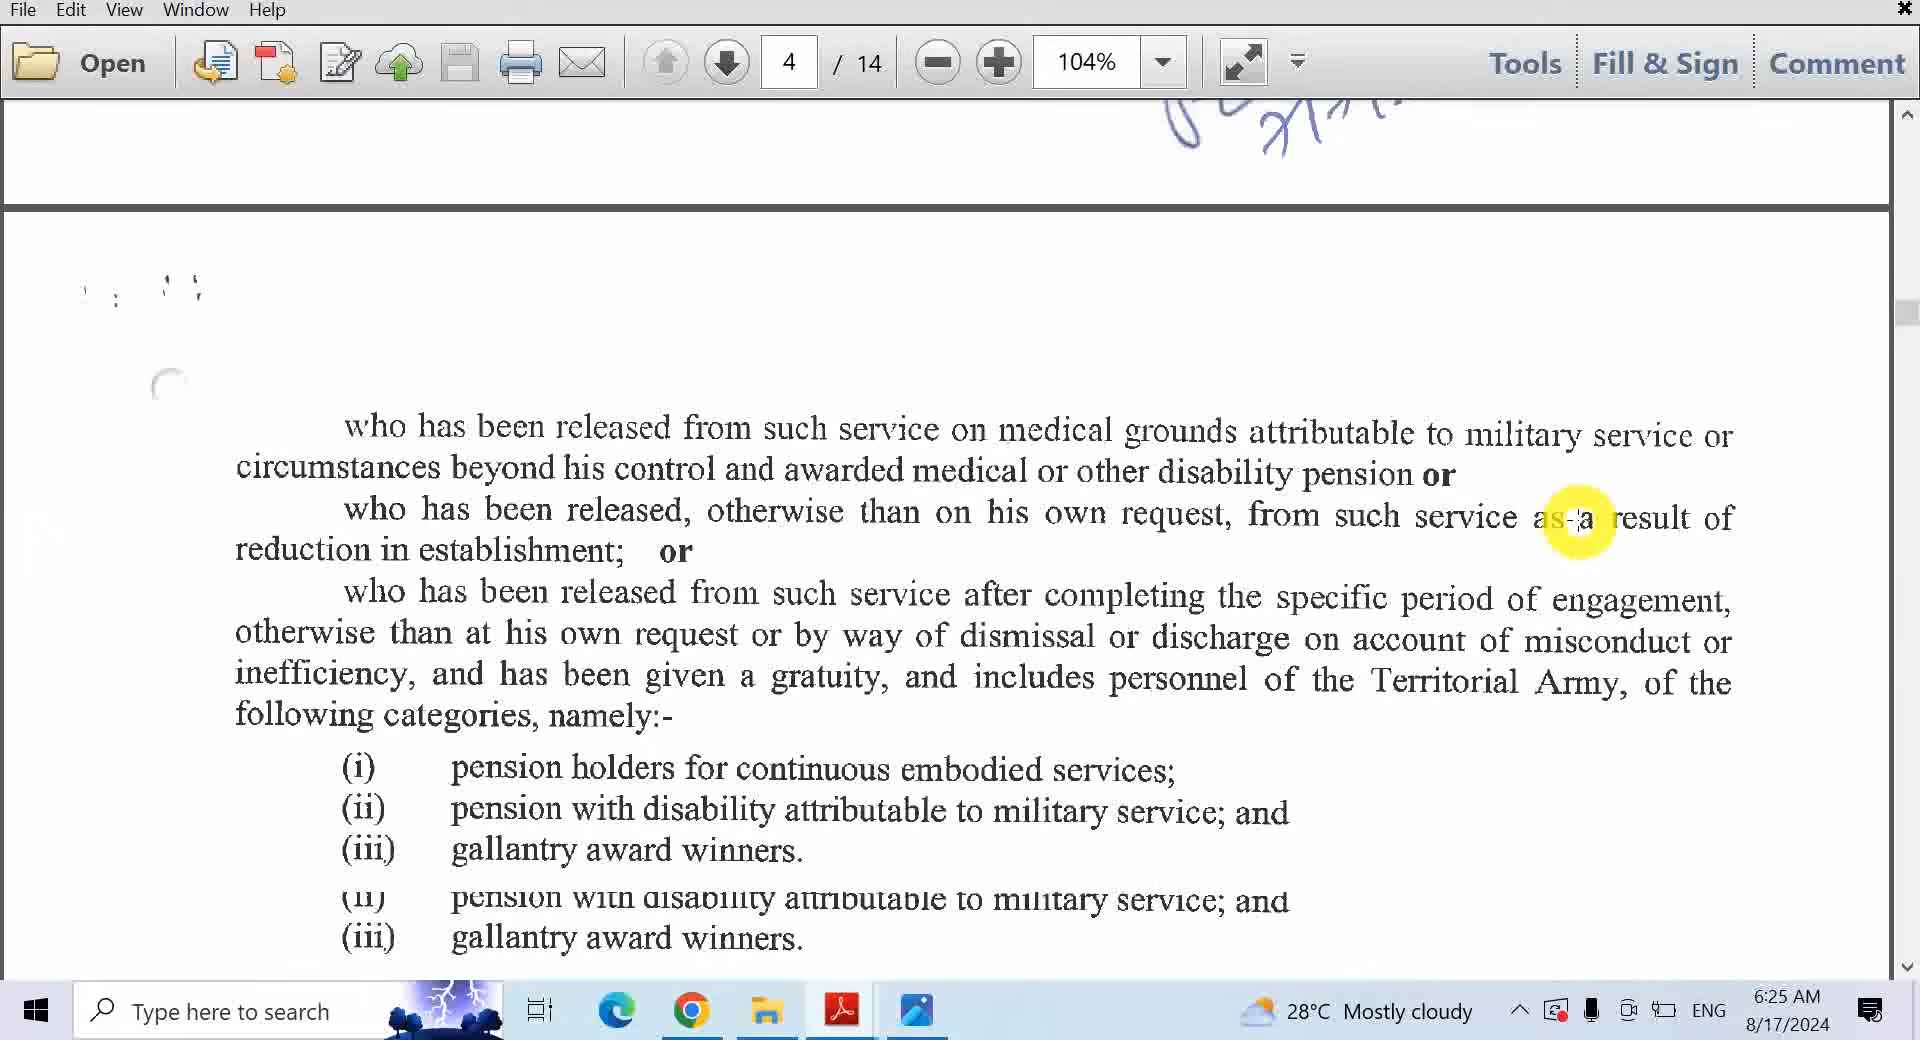 File Edit View Window Help
Open 4 / 14 104% Tools Fill & Sign Comment
who has been released from such service on medical grounds attributable to military service or
circumstances beyond his control and awarded medical or other disability pension or
who has been released, otherwise than on his own request, from such service as a result of
reduction in establishment; or
who has been released from such service after completing the specific period of engagement,
otherwise than at his own request or by way of dismissal or discharge on account of misconduct or
inefficiency, and has been given a gratuity, and includes personnel of the Territorial Army, of the
following categories, namely:-
(i) pension holders for continuous embodied services;
(ii) pension with disability attributable to military service; and
(iii) gallantry award winners.
(ii) pension with disability attributable to military service; and
(iii) gallantry award winners.
Type here to search 28°C Mostly cloudy ENG 6:25 AM
8/17/2024